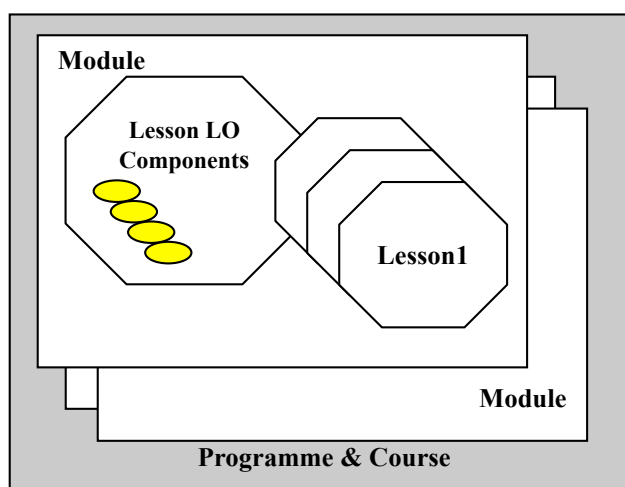 Module
Lesson LO
Components
Lesson1
Module
Programme & Course